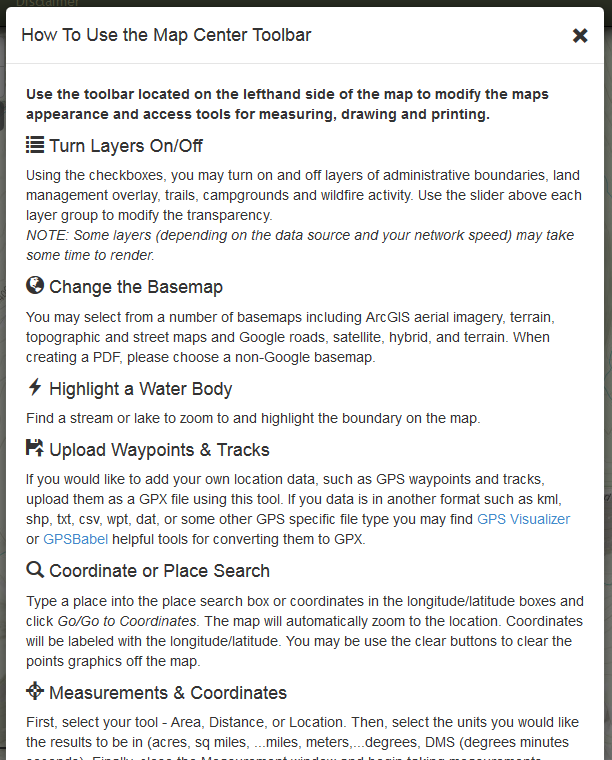 Disclaimer
How To Use the Map Center Toolbar
Use the toolbar located on the lefthand side of the map to modify the maps
appearance and access tools for measuring, drawing and printing.
Turn Layers On/Off
Using the checkboxes, you may turn on and off layers of administrative boundaries, land
management overlay, trails, campgrounds and wildfire activity. Use the slider above each
layer group to modify the transparency.
NOTE: Some layers (depending on the data source and your network speed) may take
some time to render.
Change the Basemap
You may select from a number of basemaps including ArcGIS aerial imagery, terrain,
topographic and street maps and Google roads, satellite, hybrid, and terrain. When
creating a PDF, please choose a non-Google basemap.
Highlight a Water Body
Find a stream or lake to zoom to and highlight the boundary on the map.
Upload Waypoints & Tracks
If you would like to add your own location data, such as GPS waypoints and tracks,
upload them as a GPX file using this tool. If you data is in another format such as kml,
shp, txt, csv, wpt, dat, or some other GPS specific file type you may find GPS Visualizer
or GPSBabel helpful tools for converting them to GPX.
Coordinate or Place Search
Type a place into the place search box or coordinates in the longitude/latitude boxes and
click Go/Go to Coordinates. The map will automatically zoom to the location. Coordinates
will be labeled with the longitude/latitude. You may be use the clear buttons to clear the
points graphics off the map.
Measurements & Coordinates
First, select your tool - Area, Distance, or Location. Then, select the units you would like
the results to be in (acres, sq miles, ...miles, meters,...degrees, DMS (degrees minutes
seconds). Finally, close the Measurement window and begin taking measurements